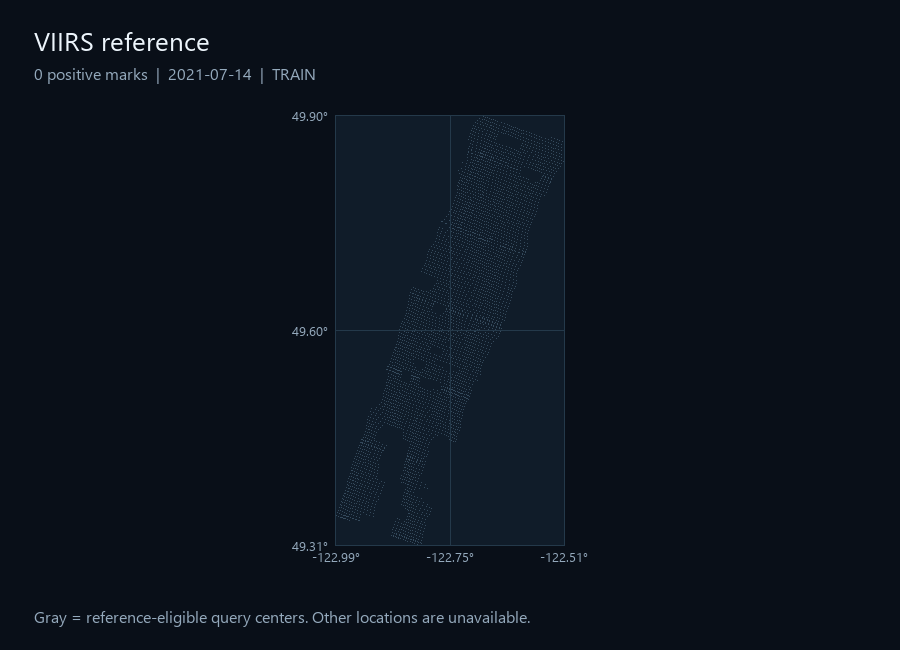 VIIRS reference
0 positive marks | 2021-07-14 | TRAIN
49.90°
49.60°
49.31°
-122.99°
-122.75°
-122.51°
Gray = reference-eligible query centers. Other locations are unavailable.